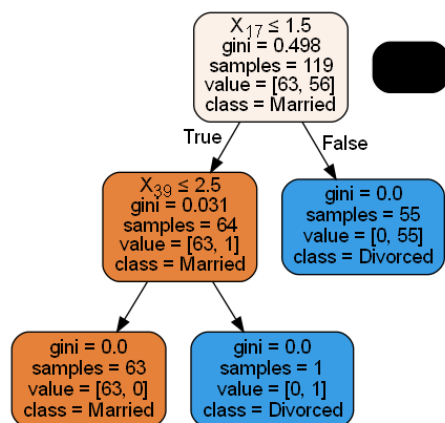 X₁₇ ≤ 1.5
gini = 0.498
samples = 119
value = [63, 56]
class = Married
True
False
X₃₉ ≤ 2.5
gini = 0.031
samples = 64
value = [63, 1]
class = Married
gini = 0.0
samples = 55
value = [0, 55]
class = Divorced
gini = 0.0
samples = 63
value = [63, 0]
class = Married
gini = 0.0
samples = 1
value = [0, 1]
class = Divorced